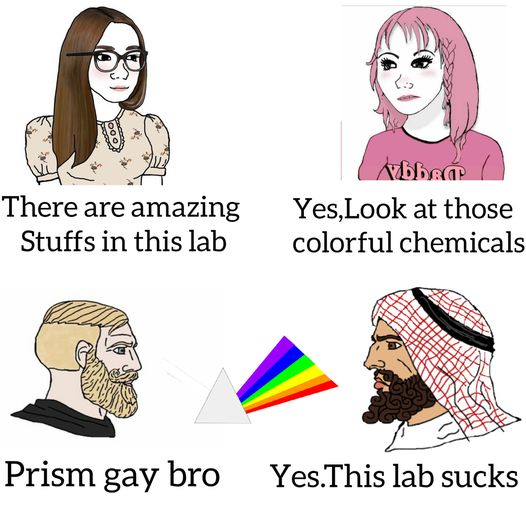 There are amazing
Stuffs in this lab
Yes,Look at those
colorful chemicals
Daddy
Prism gay bro
Yes.This lab sucks